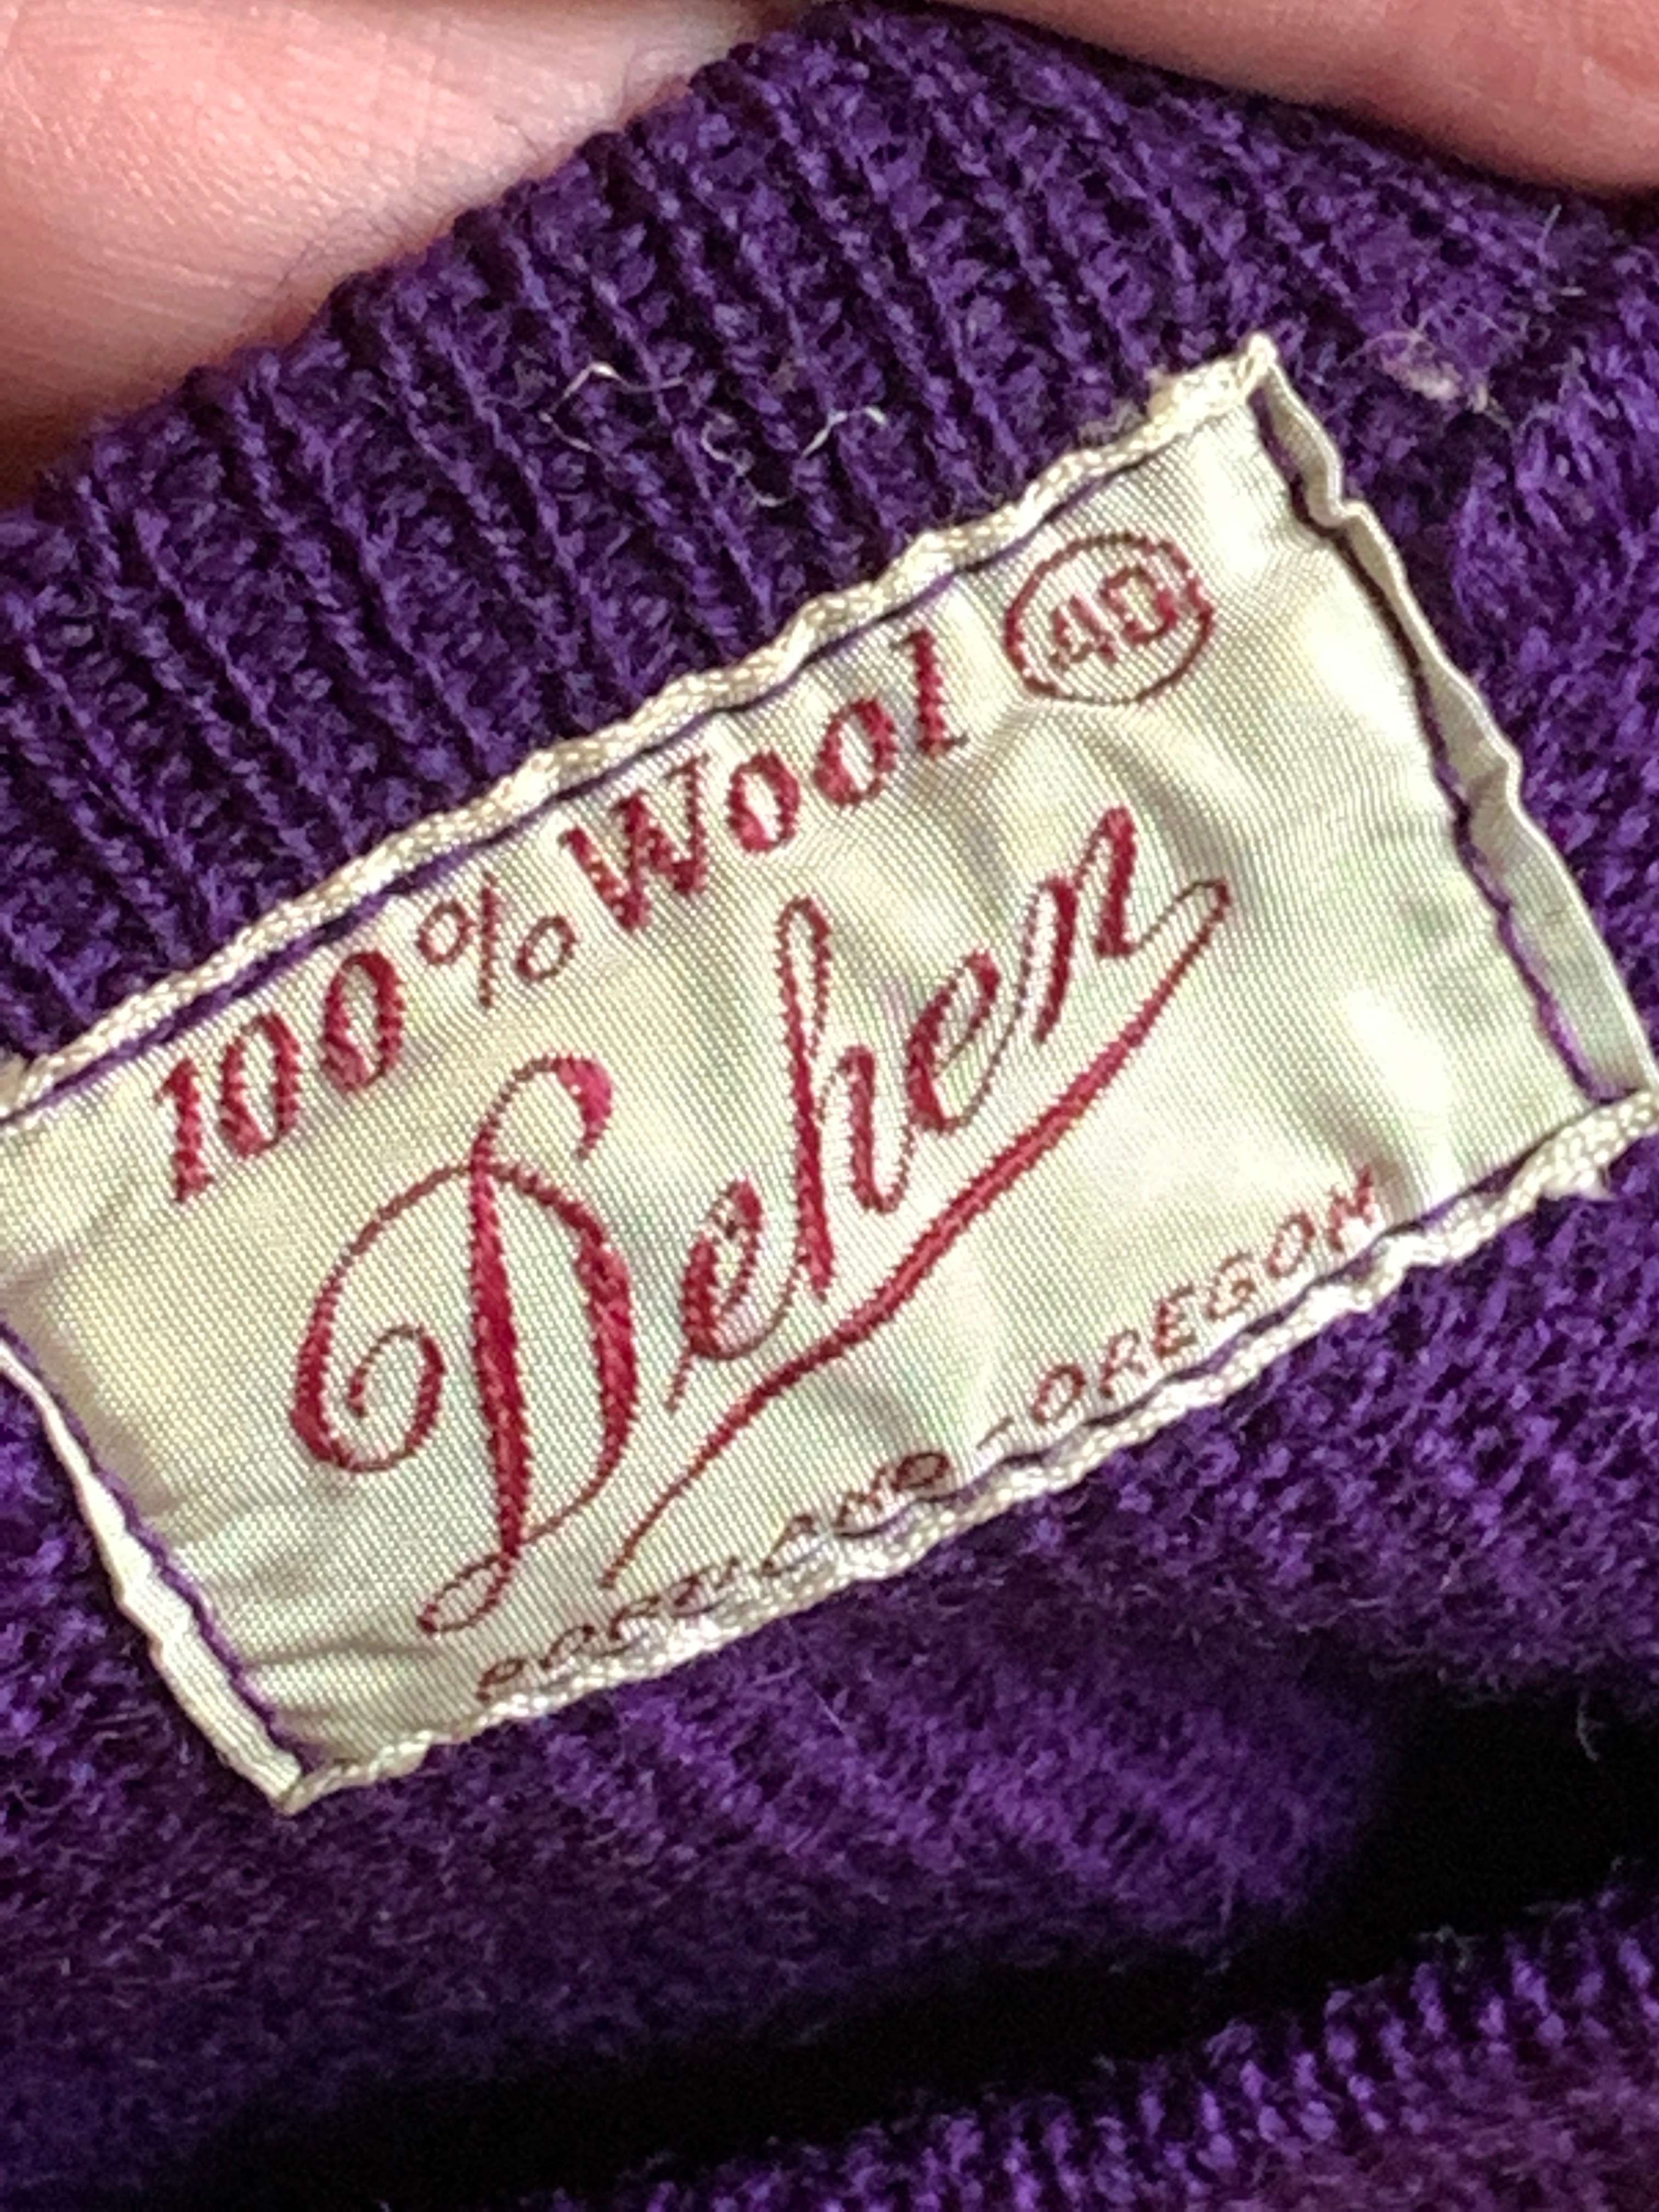 100% Wool 40
Dehen
PORTLAND - OREGON